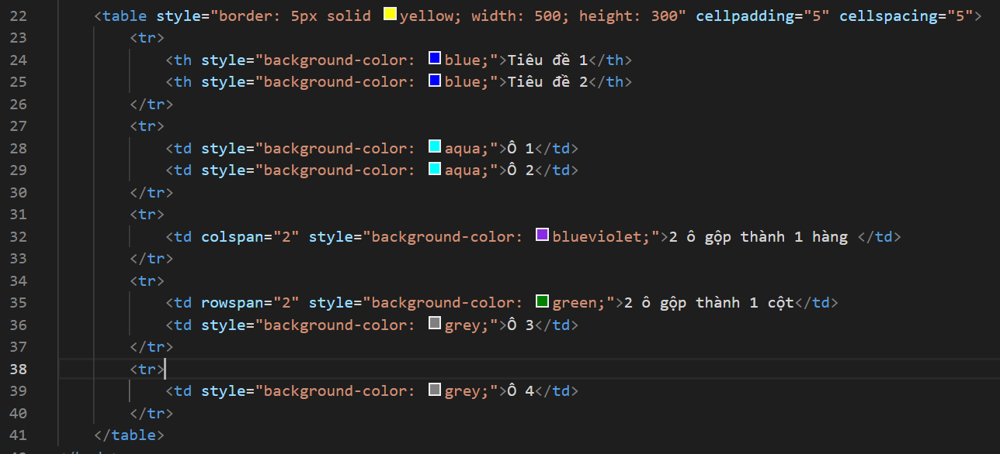 22 <table style="border: 5px solid yellow; width: 500; height: 300" cellpadding="5" cellspacing="5">
23 <tr>
24 <th style="background-color: blue;">Tiêu đề 1</th>
25 <th style="background-color: blue;">Tiêu đề 2</th>
26 </tr>
27 <tr>
28 <td style="background-color: aqua;">Ô 1</td>
29 <td style="background-color: aqua;">Ô 2</td>
30 </tr>
31 <tr>
32 <td colspan="2" style="background-color: blueviolet;">2 ô gộp thành 1 hàng </td>
33 </tr>
34 <tr>
35 <td rowspan="2" style="background-color: green;">2 ô gộp thành 1 cột</td>
36 <td style="background-color: grey;">Ô 3</td>
37 </tr>
38 <tr>
39 <td style="background-color: grey;">Ô 4</td>
40 </tr>
41 </table>